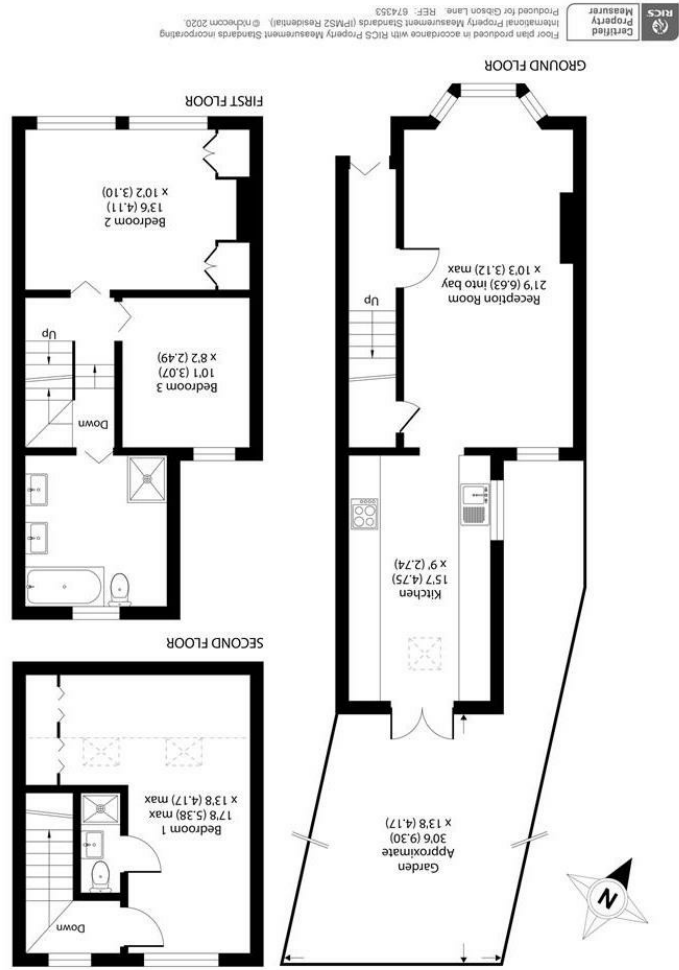 N
Garden
Approximate
30'6 (9.30)
x 13'8 (4.17)
Down
Bedroom 1
17'8 (5.38) max
x 13'8 (4.17) max
SECOND FLOOR
Kitchen
15'7 (4.75)
x 9' (2.74)
Down
Up
Bedroom 3
10'1 (3.07)
x 8'2 (2.49)
Up
Reception Room
21'9 (6.63) into bay
x 10'3 (3.12) max
Bedroom 2
13'6 (4.11)
x 10'2 (3.10)
GROUND FLOOR
FIRST FLOOR
RICS
Certified
Property
Measurer
Floor plan produced in accordance with RICS Property Measurement Standards incorporating
International Property Measurement Standards (IPMS2 Residential). ©nichecom 2020.
Produced for Gibson Lane. REF: 674353